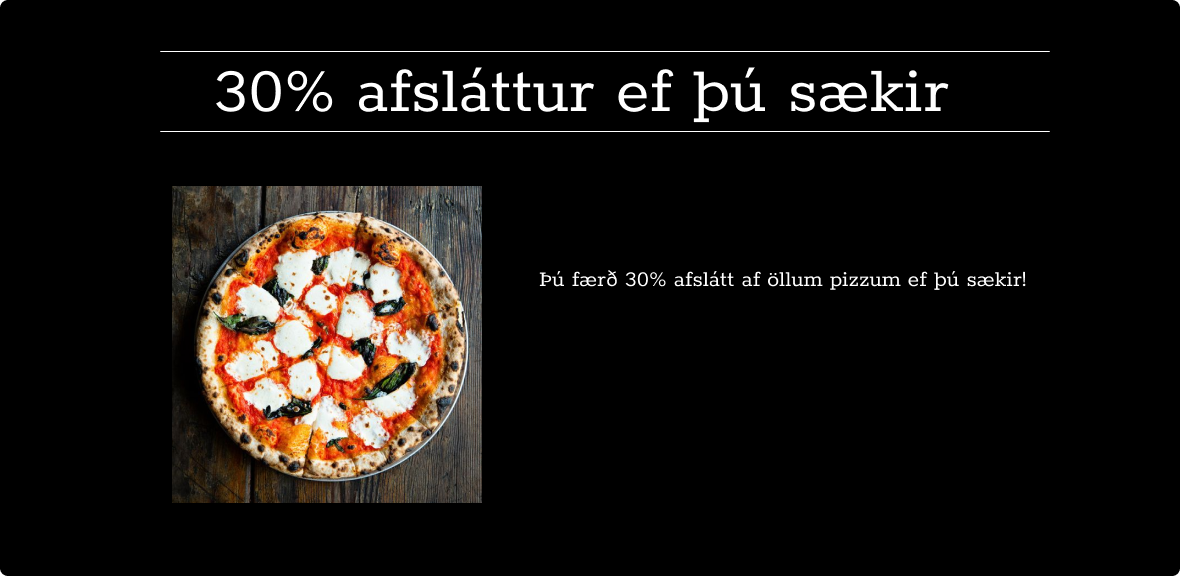 30% afsláttur ef þú sækir
Þú færð 30% afslátt af öllum pizzum ef þú sækir!